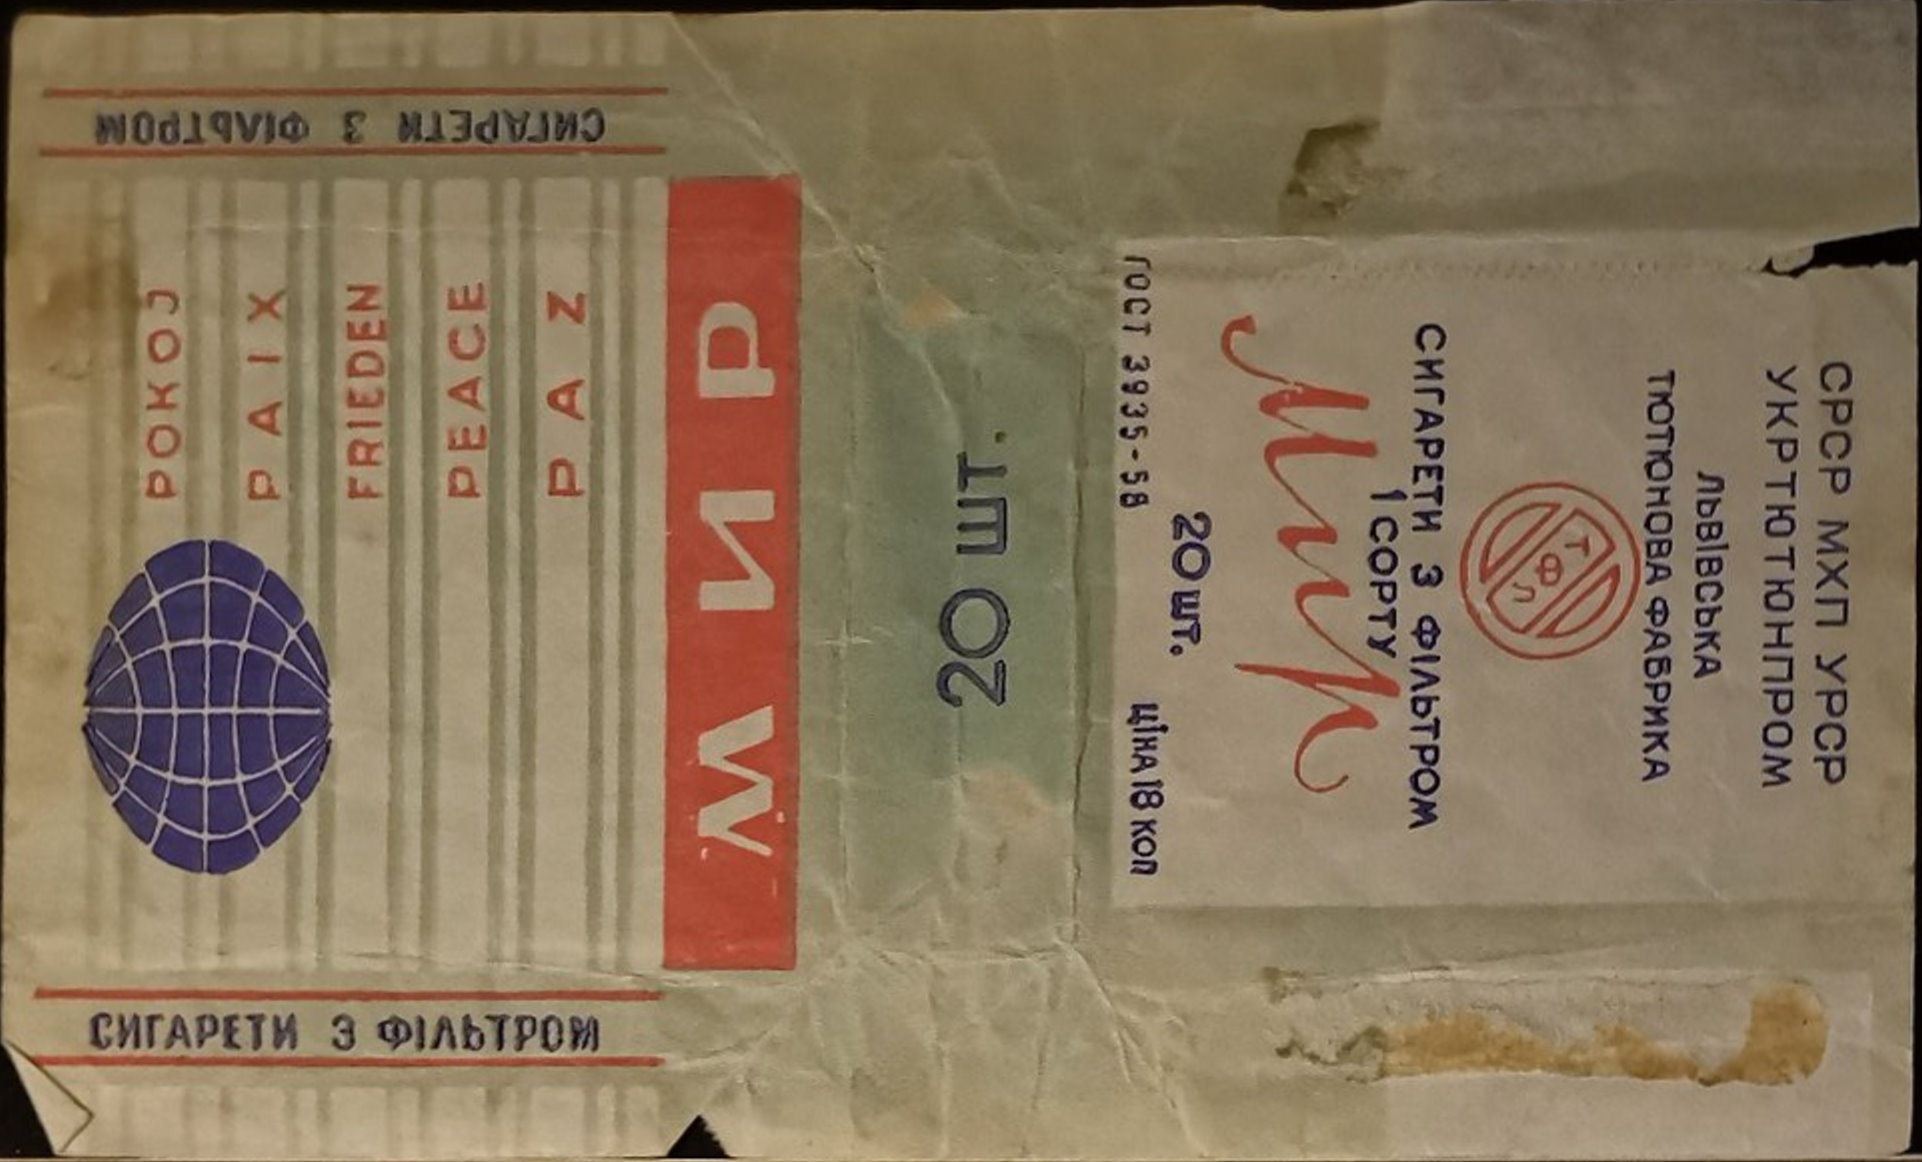 СИГАРЕТИ З ФІЛЬТРОМ
POKOJ
PAIX
FRIEDEN
PEACE
PAZ
МИР
СИГАРЕТИ З ФІЛЬТРОМ
20 ШТ.
СРСР МХП УРСР
УКРТЮТЮНПРОМ
ЛЬВІВСЬКА
ТЮТЮНОВА ФАБРИКА
ТФЛ
СИГАРЕТИ З ФІЛЬТРОМ
1 СОРТУ
Мир
20 ШТ.
ГОСТ 3935-58
ЦІНА 18 КОП